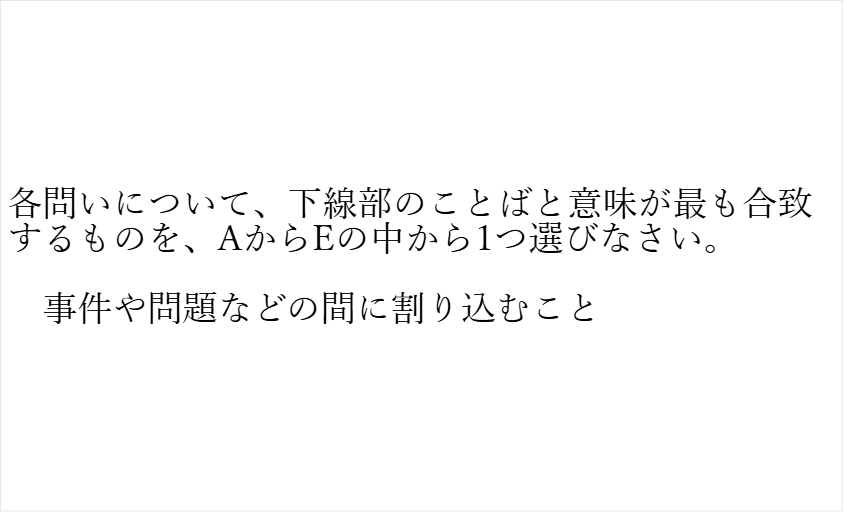 各問いについて、下線部のことばと意味が最も合致
するものを、AからEの中から1つ選びなさい。
事件や問題などの間に割り込むこと